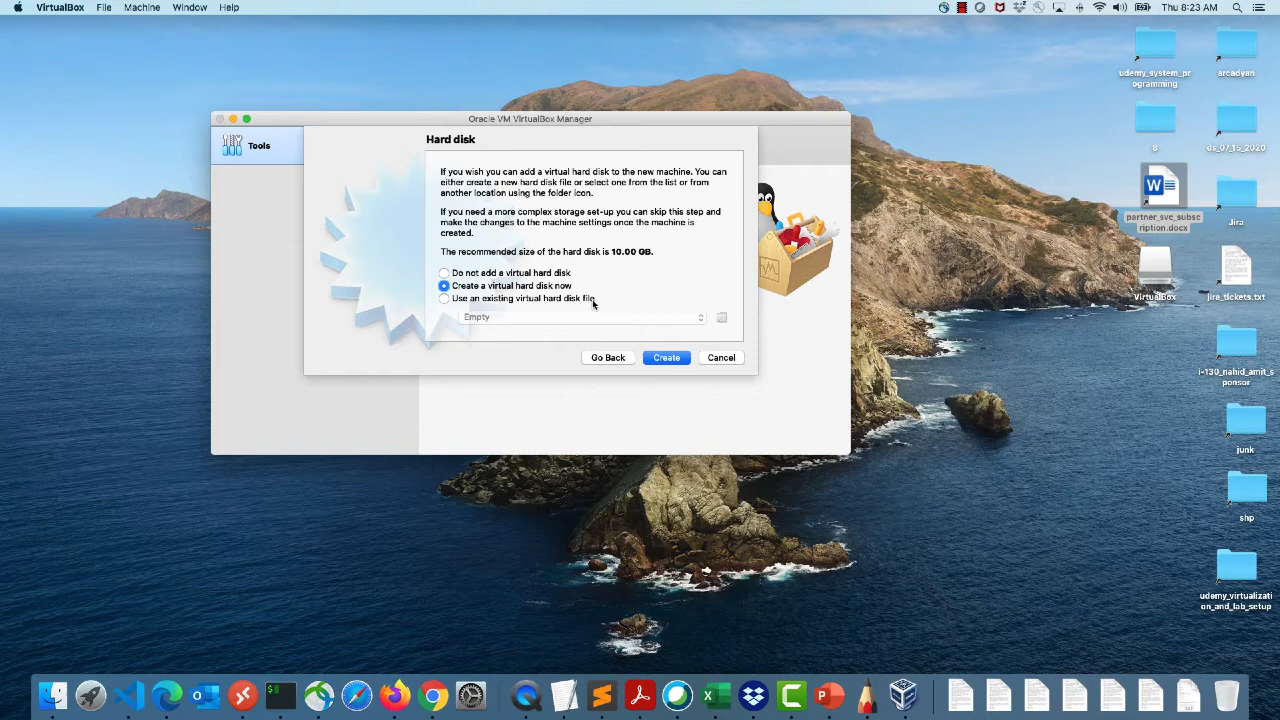 VirtualBox File Machine Window Help
Thu 8:23 AM
Oracle VM VirtualBox Manager
Tools
Hard disk
If you wish you can add a virtual hard disk to the new machine. You can
either create a new hard disk file or select one from the list or from
another location using the folder icon.
If you need a more complex storage set-up you can skip this step and
make the changes to the machine settings once the machine is
created.
The recommended size of the hard disk is 10.00 GB.
Do not add a virtual hard disk
Create a virtual hard disk now
Use an existing virtual hard disk file
Empty
Go Back Create Cancel
udemy_system_pr
ogramming
arcadyan
8
ds_07_15_2020
partner_svc_subsc
ription.docx
Jira
VirtualBox
jira_tickets.txt
i-130_nahid_amit_s
ponsor
junk
shp
udemy_virtualizati
on_and_lab_setup